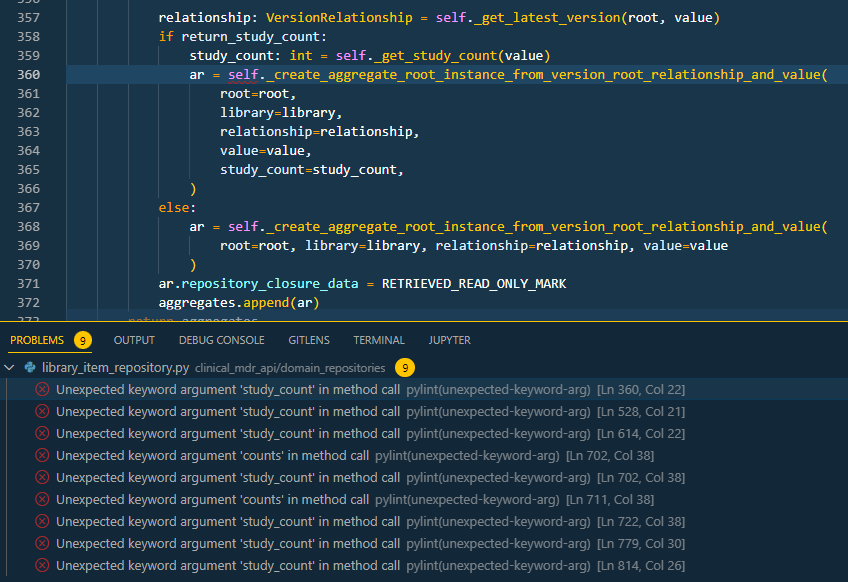 357 relationship: VersionRelationship = self._get_latest_version(root, value)
358 if return_study_count:
359 study_count: int = self._get_study_count(value)
360 ar = self._create_aggregate_root_instance_from_version_root_relationship_and_value(
361 root=root,
362 library=library,
363 relationship=relationship,
364 value=value,
365 study_count=study_count,
366 )
367 else:
368 ar = self._create_aggregate_root_instance_from_version_root_relationship_and_value(
369 root=root, library=library, relationship=relationship, value=value
370 )
371 ar.repository_closure_data = RETRIEVED_READ_ONLY_MARK
372 aggregates.append(ar)
373 return aggregates
PROBLEMS 9 OUTPUT DEBUG CONSOLE GITLENS TERMINAL JUPYTER
library_item_repository.py clinical_mdr_api/domain_repositories 9
Unexpected keyword argument 'study_count' in method call pylint(unexpected-keyword-arg) [Ln 360, Col 22]
Unexpected keyword argument 'study_count' in method call pylint(unexpected-keyword-arg) [Ln 528, Col 21]
Unexpected keyword argument 'study_count' in method call pylint(unexpected-keyword-arg) [Ln 614, Col 22]
Unexpected keyword argument 'counts' in method call pylint(unexpected-keyword-arg) [Ln 702, Col 38]
Unexpected keyword argument 'study_count' in method call pylint(unexpected-keyword-arg) [Ln 702, Col 38]
Unexpected keyword argument 'counts' in method call pylint(unexpected-keyword-arg) [Ln 711, Col 38]
Unexpected keyword argument 'study_count' in method call pylint(unexpected-keyword-arg) [Ln 722, Col 38]
Unexpected keyword argument 'study_count' in method call pylint(unexpected-keyword-arg) [Ln 779, Col 30]
Unexpected keyword argument 'study_count' in method call pylint(unexpected-keyword-arg) [Ln 814, Col 26]